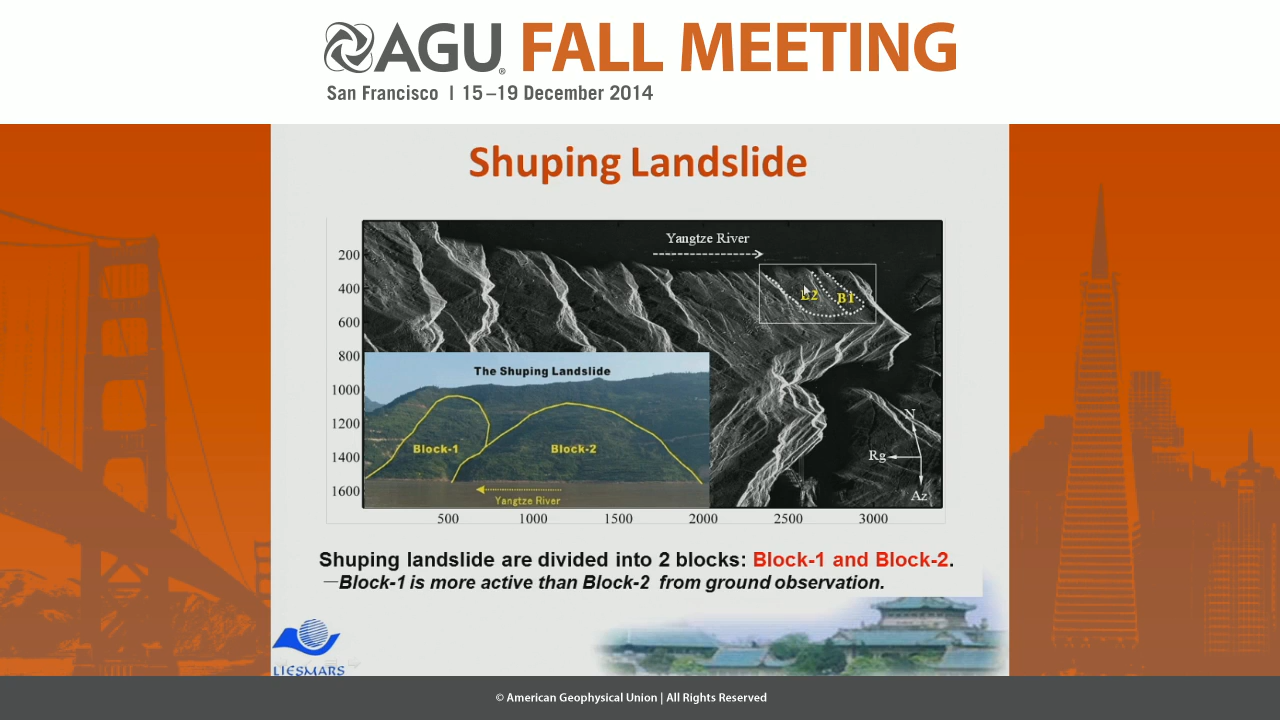 AGU® FALL MEETING
San Francisco | 15–19 December 2014
Shuping Landslide
Yangtze River
200
400
600
800
1000
1200
1400
1600
B1
The Shuping Landslide
Block-1
Block-2
Yangtze River
N
Rg
Az
500
1000
1500
2000
2500
3000
Shuping landslide are divided into 2 blocks: Block-1 and Block-2.
—Block-1 is more active than Block-2 from ground observation.
LIESMARS
© American Geophysical Union | All Rights Reserved